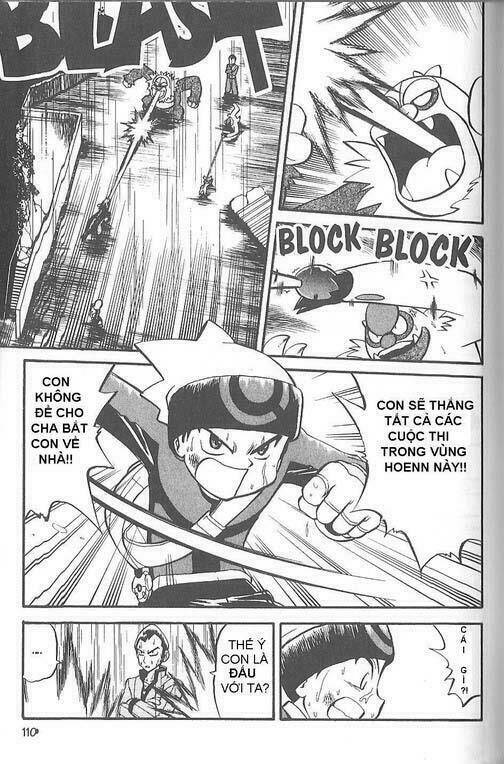 BLAST
BLOCK BLOCK
CON SẼ THẮNG
TẤT CẢ CÁC
CUỘC THI
TRONG VÙNG
HOENN NÀY!!
CON
KHÔNG
ĐỂ CHO
CHA BẮT
CON VỀ
NHÀ!!
CÁI
GÌ?!
THẾ Ý
CON LÀ
ĐẤU
VỚI TA?
110